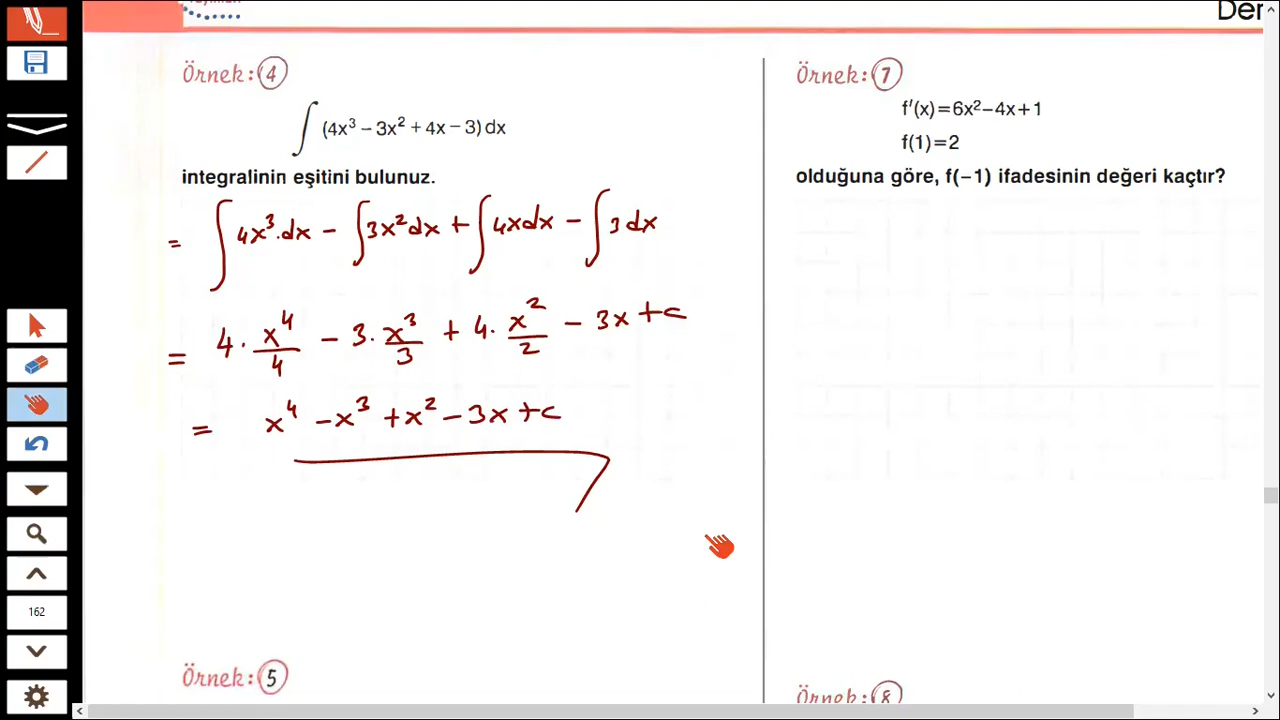 Der
Örnek: 4
∫ (4x³ – 3x² + 4x – 3) dx
integralinin eşitini bulunuz.
= ∫ 4x³.dx – ∫ 3x²dx + ∫ 4xdx – ∫ 3dx
= 4. x⁴/4 – 3. x³/3 + 4. x²/2 – 3x + c
= x⁴ – x³ + x² – 3x + c
Örnek: 5
Örnek: 7
f'(x)=6x²–4x+1
f(1)=2
olduğuna göre, f(–1) ifadesinin değeri kaçtır?
Örnek: 8
162